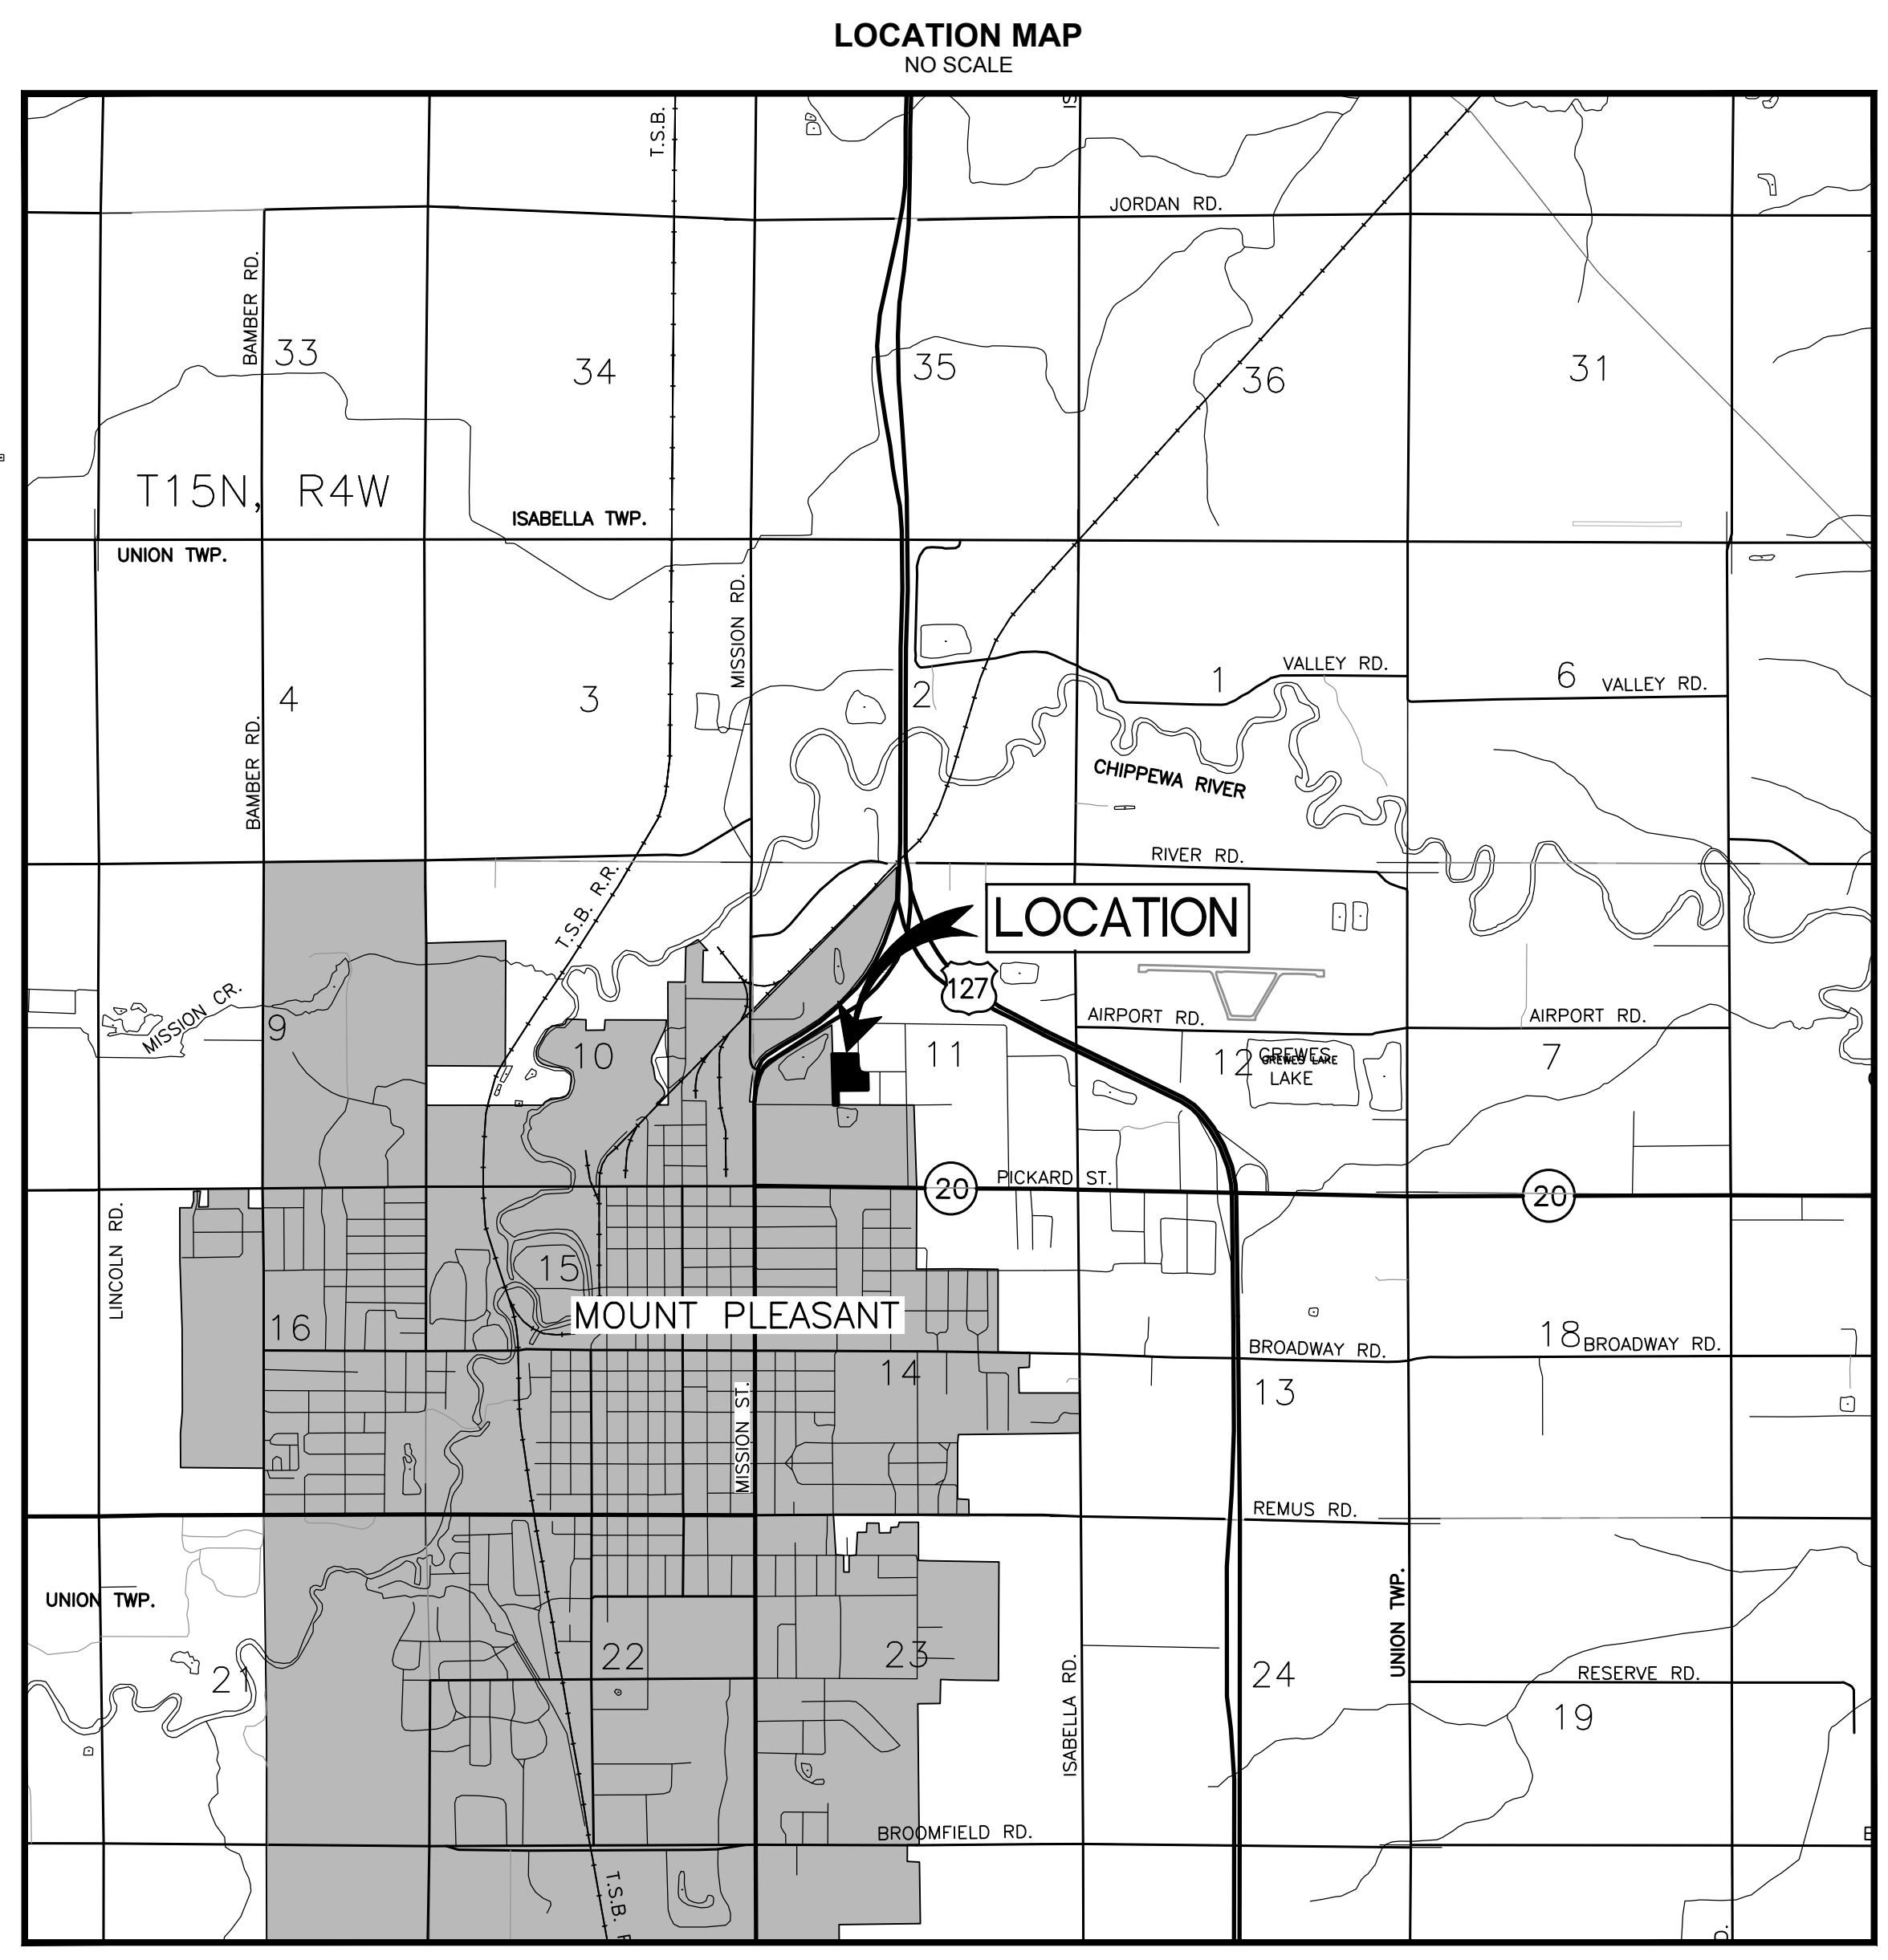 LOCATION MAP
NO SCALE
T.S.B.
JORDAN RD.
BAMBER RD.
33
34
35
36
31
T15N, R4W
ISABELLA TWP.
UNION TWP.
MISSION RD.
4
3
2
1
VALLEY RD.
6
VALLEY RD.
BAMBER RD.
CHIPPEWA RIVER
RIVER RD.
T.S.B. R.R.
LOCATION
127
MISSION CR.
AIRPORT RD.
AIRPORT RD.
9
10
11
12
GREWES
GREWES LAKE
LAKE
7
PICKARD ST.
20
20
LINCOLN RD.
15
MOUNT PLEASANT
16
14
BROADWAY RD.
18
BROADWAY RD.
13
MISSION ST.
REMUS RD.
UNION TWP.
UNION TWP.
21
22
23
ISABELLA RD.
24
RESERVE RD.
19
BROOMFIELD RD.
T.S.B.